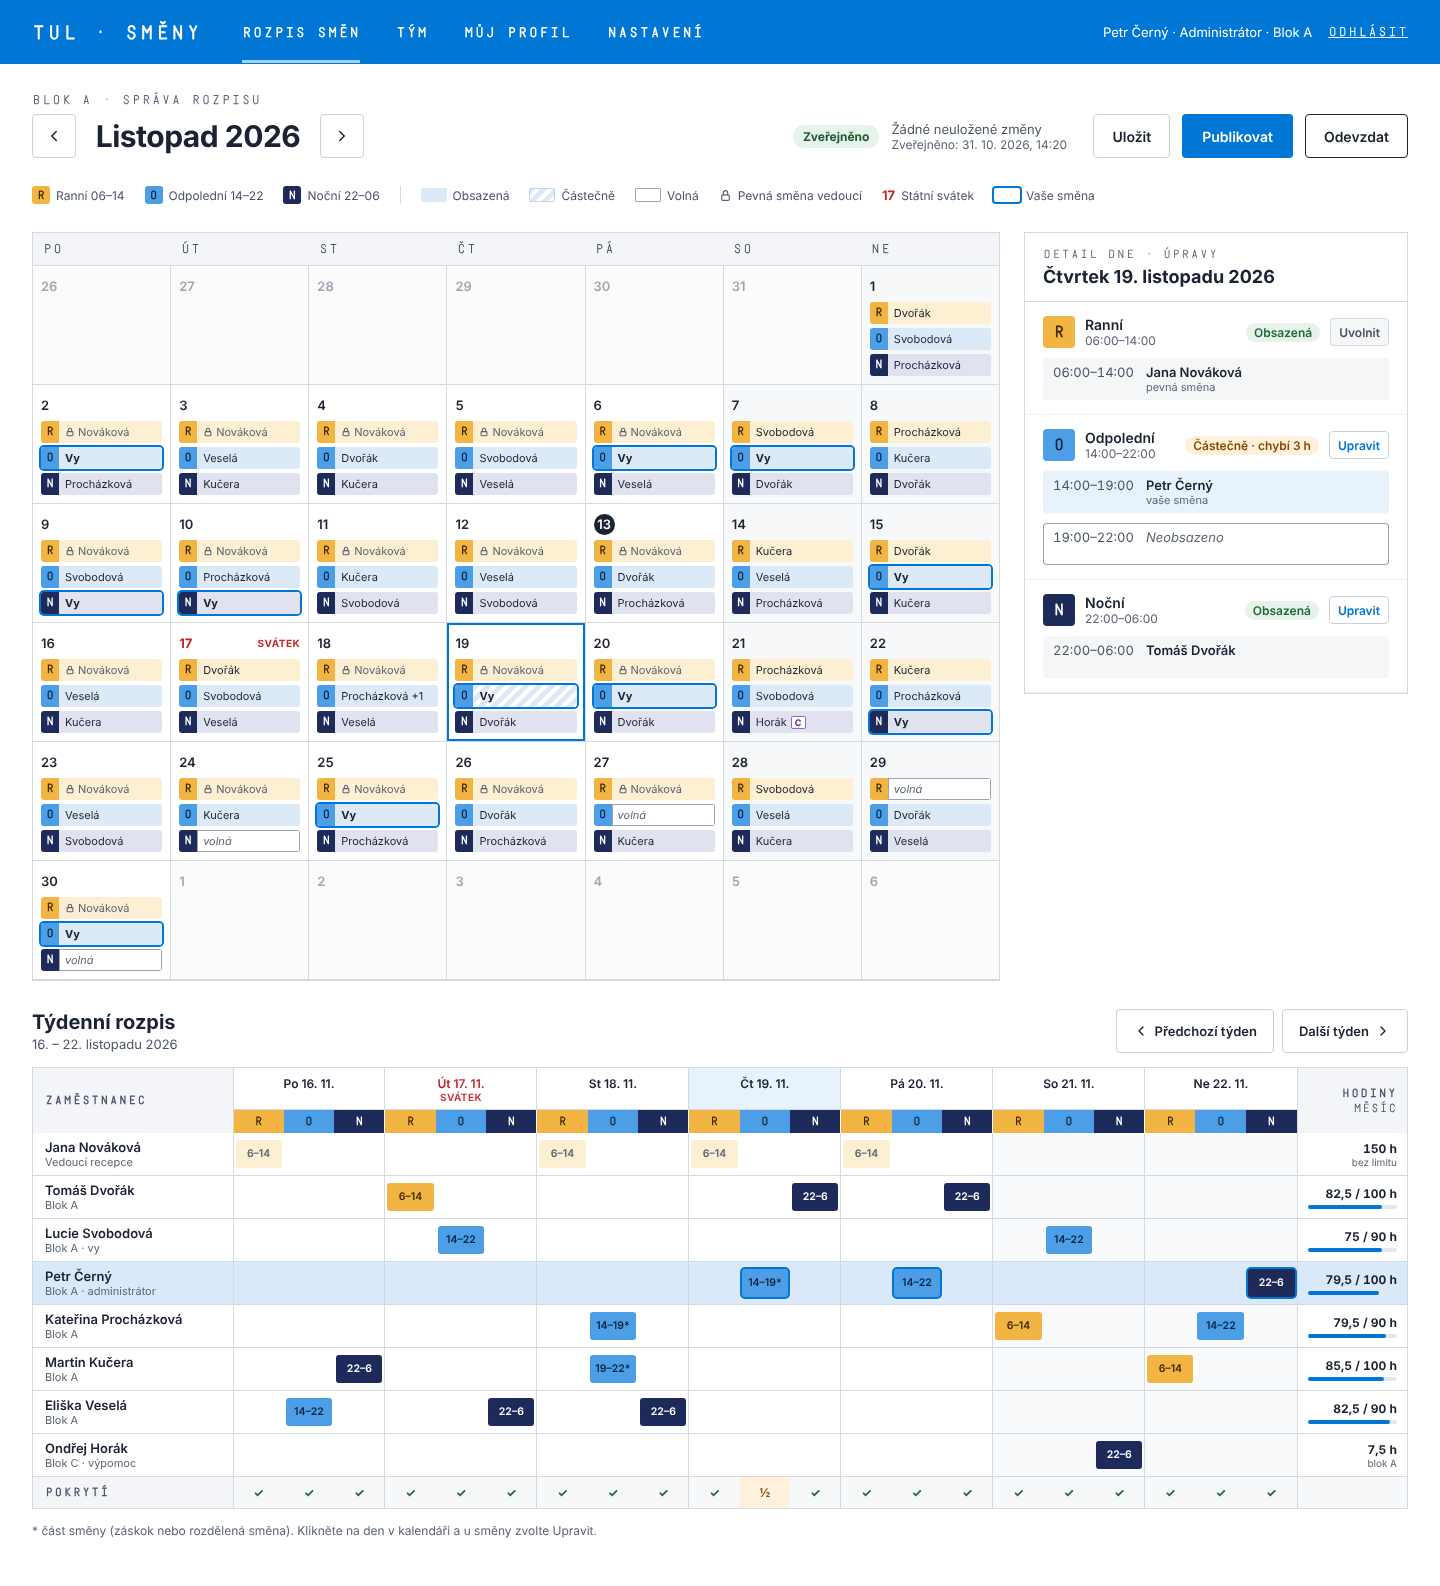 TUL · SMĚNY ROZPIS SMĚN TÝM MŮJ PROFIL NASTAVENÍ Petr Černý · Administrátor · Blok A ODHLÁSIT
BLOK A · SPRÁVA ROZPISU
Listopad 2026
Zveřejněno
Žádné neuložené změny
Zveřejněno: 31. 10. 2026, 14:20
Uložit Publikovat Odevzdat
R Ranní 06–14 O Odpolední 14–22 N Noční 22–06 Obsazená Částečně Volná Pevná směna vedoucí 17 Státní svátek Vaše směna
PO ÚT ST ČT PÁ SO NE
26 27 28 29 30 31 1
R Dvořák
O Svobodová
N Procházková
2 3 4 5 6 7 8
R Nováková R Nováková R Nováková R Nováková R Nováková R Svobodová R Procházková
O Vy O Veselá O Dvořák O Svobodová O Vy O Vy O Kučera
N Procházková N Kučera N Kučera N Veselá N Veselá N Dvořák N Dvořák
9 10 11 12 13 14 15
R Nováková R Nováková R Nováková R Nováková R Nováková R Kučera R Dvořák
O Svobodová O Procházková O Kučera O Veselá O Dvořák O Veselá O Vy
N Vy N Vy N Svobodová N Svobodová N Procházková N Procházková N Kučera
16 17 SVÁTEK 18 19 20 21 22
R Nováková R Dvořák R Nováková R Nováková R Nováková R Procházková R Kučera
O Veselá O Svobodová O Procházková +1 O Vy O Vy O Svobodová O Procházková
N Kučera N Veselá N Veselá N Dvořák N Dvořák N Horák C N Vy
23 24 25 26 27 28 29
R Nováková R Nováková R Nováková R Nováková R Nováková R Svobodová R volná
O Veselá O Kučera O Vy O Dvořák O volná O Veselá O Dvořák
N Svobodová N volná N Procházková N Procházková N Kučera N Kučera N Veselá
30 1 2 3 4 5 6
R Nováková
O Vy
N volná
DETAIL DNE · ÚPRAVY
Čtvrtek 19. listopadu 2026
R Ranní Obsazená Uvolnit
06:00–14:00
06:00–14:00 Jana Nováková
pevná směna
O Odpolední Částečně · chybí 3 h Upravit
14:00–22:00
14:00–19:00 Petr Černý
vaše směna
19:00–22:00 Neobsazeno
N Noční Obsazená Upravit
22:00–06:00
22:00–06:00 Tomáš Dvořák
Týdenní rozpis
16. – 22. listopadu 2026
Předchozí týden Další týden
ZAMĚSTNANEC Po 16. 11. Út 17. 11. St 18. 11. Čt 19. 11. Pá 20. 11. So 21. 11. Ne 22. 11. HODINY
SVÁTEK MĚSÍC
R O N R O N R O N R O N R O N R O N R O N
Jana Nováková 6–14 6–14 6–14 6–14 150 h
Vedoucí recepce bez limitu
Tomáš Dvořák 6–14 22–6 22–6 82,5 / 100 h
Blok A
Lucie Svobodová 14–22 14–22 75 / 90 h
Blok A · vy
Petr Černý 14–19* 14–22 22–6 79,5 / 100 h
Blok A · administrátor
Kateřina Procházková 14–19* 6–14 14–22 79,5 / 90 h
Blok A
Martin Kučera 22–6 19–22* 6–14 85,5 / 100 h
Blok A
Eliška Veselá 14–22 22–6 22–6 82,5 / 90 h
Blok A
Ondřej Horák 22–6 7,5 h
Blok C · výpomoc blok A
POKRYTÍ ✓ ✓ ✓ ✓ ✓ ✓ ✓ ✓ ✓ ✓ ½ ✓ ✓ ✓ ✓ ✓ ✓ ✓ ✓ ✓ ✓
* část směny (záskok nebo rozdělená směna). Klikněte na den v kalendáři a u směny zvolte Upravit.